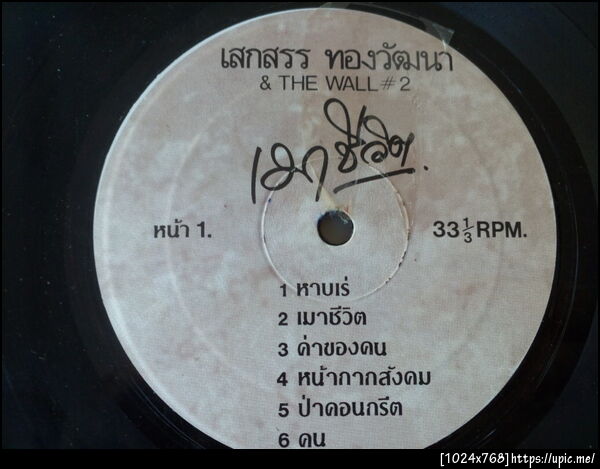 เสกสรร ทองวัฒนา
& THE WALL #2
เมาชีวิต.
หน้า 1.
33 1/3 RPM.
1 หาบเร่
2 เมาชีวิต
3 ค่าของคน
4 หน้ากากสังคม
5 ป่าคอนกรีต
6 คน
[1024x768]https://upic.me/